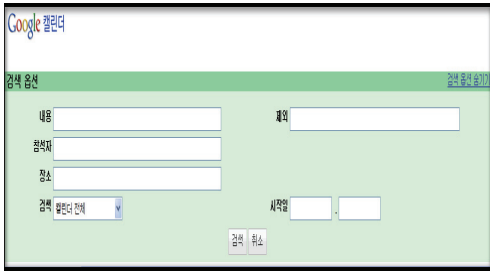 Google 캘린더
검색 옵션 검색 옵션 숨기기
내용 제외
참석자
장소
검색 캘린더 전체 시작일 -
검색 취소